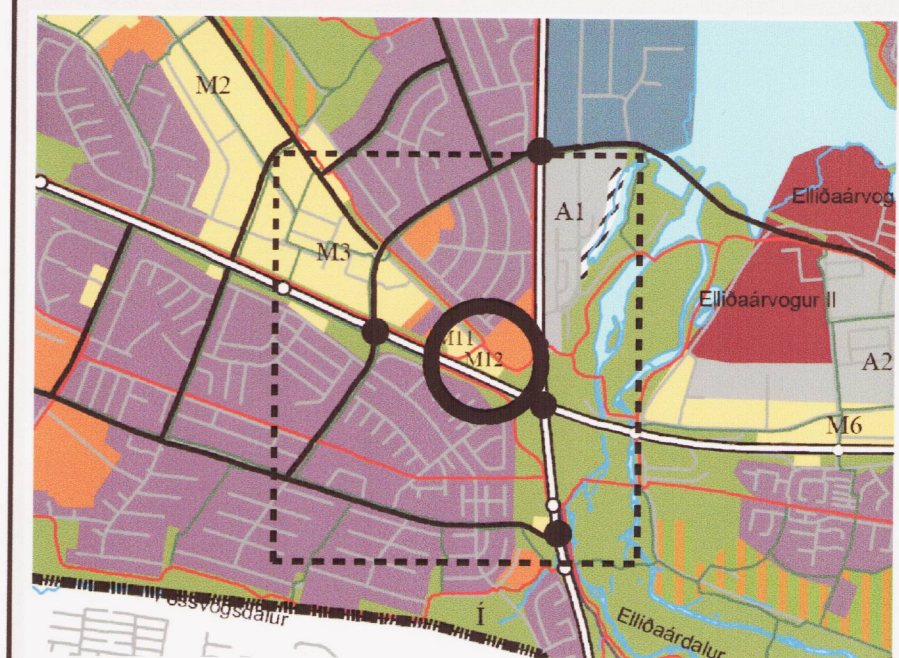 M2
A1
Elliðaárvog
M3
Elliðaárvogur II
M11
M12
A2
M6
Fossvogsdalur
Í
Elliðaárdalur